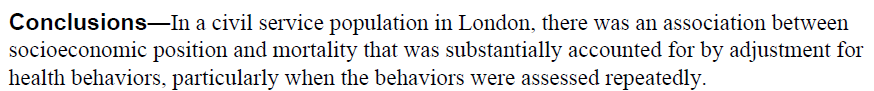 Conclusions—In a civil service population in London, there was an association between
socioeconomic position and mortality that was substantially accounted for by adjustment for
health behaviors, particularly when the behaviors were assessed repeatedly.